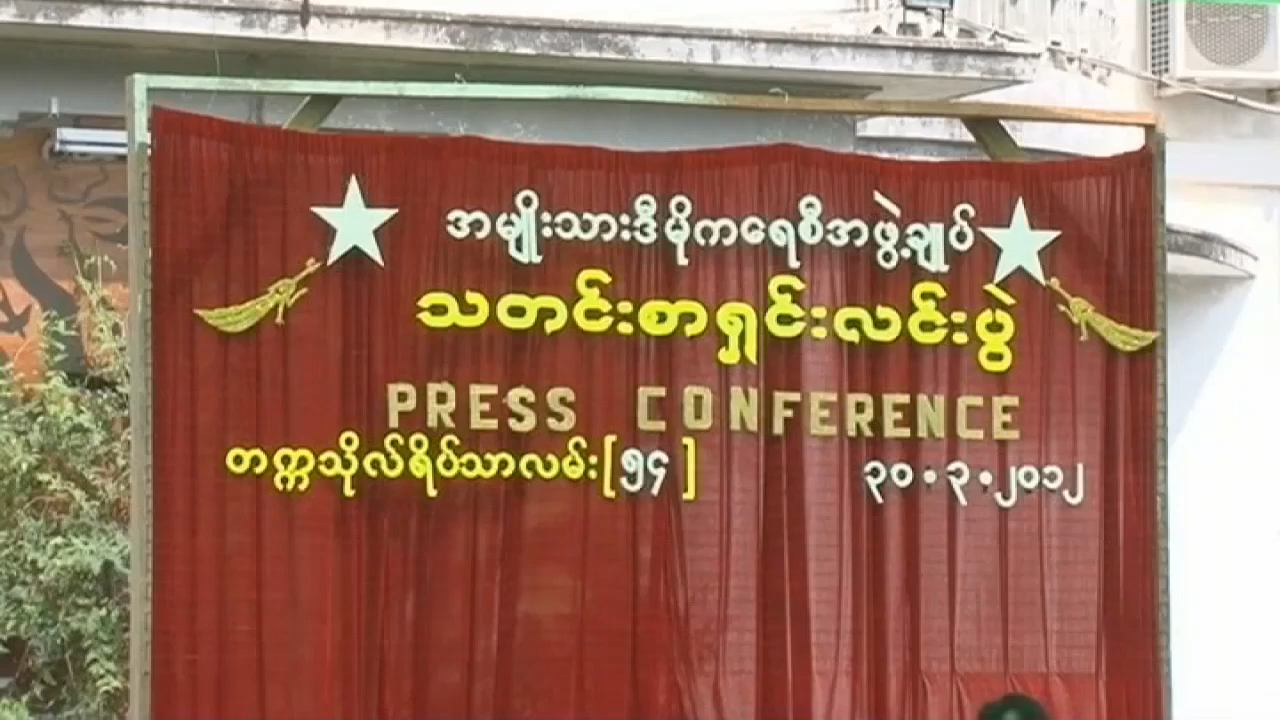 အမျိုးသားဒီမိုကရေစီအဖွဲ့ချုပ်
သတင်းစာရှင်းလင်းပွဲ
PRESS CONFERENCE
တက္ကသိုလ်ရိပ်သာလမ်း[၅၄] ၃၀.၃.၂၀၁၂